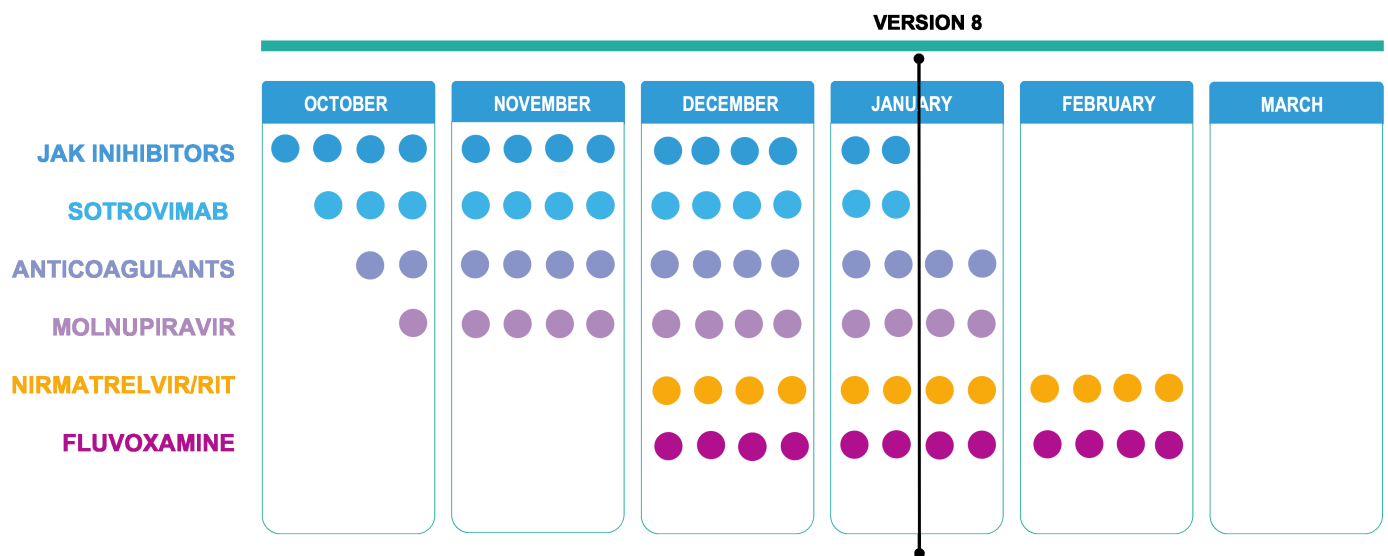 VERSION 8
OCTOBER NOVEMBER DECEMBER JANUARY FEBRUARY MARCH
JAK INIHIBITORS
SOTROVIMAB
ANTICOAGULANTS
MOLNUPIRAVIR
NIRMATRELVIR/RIT
FLUVOXAMINE